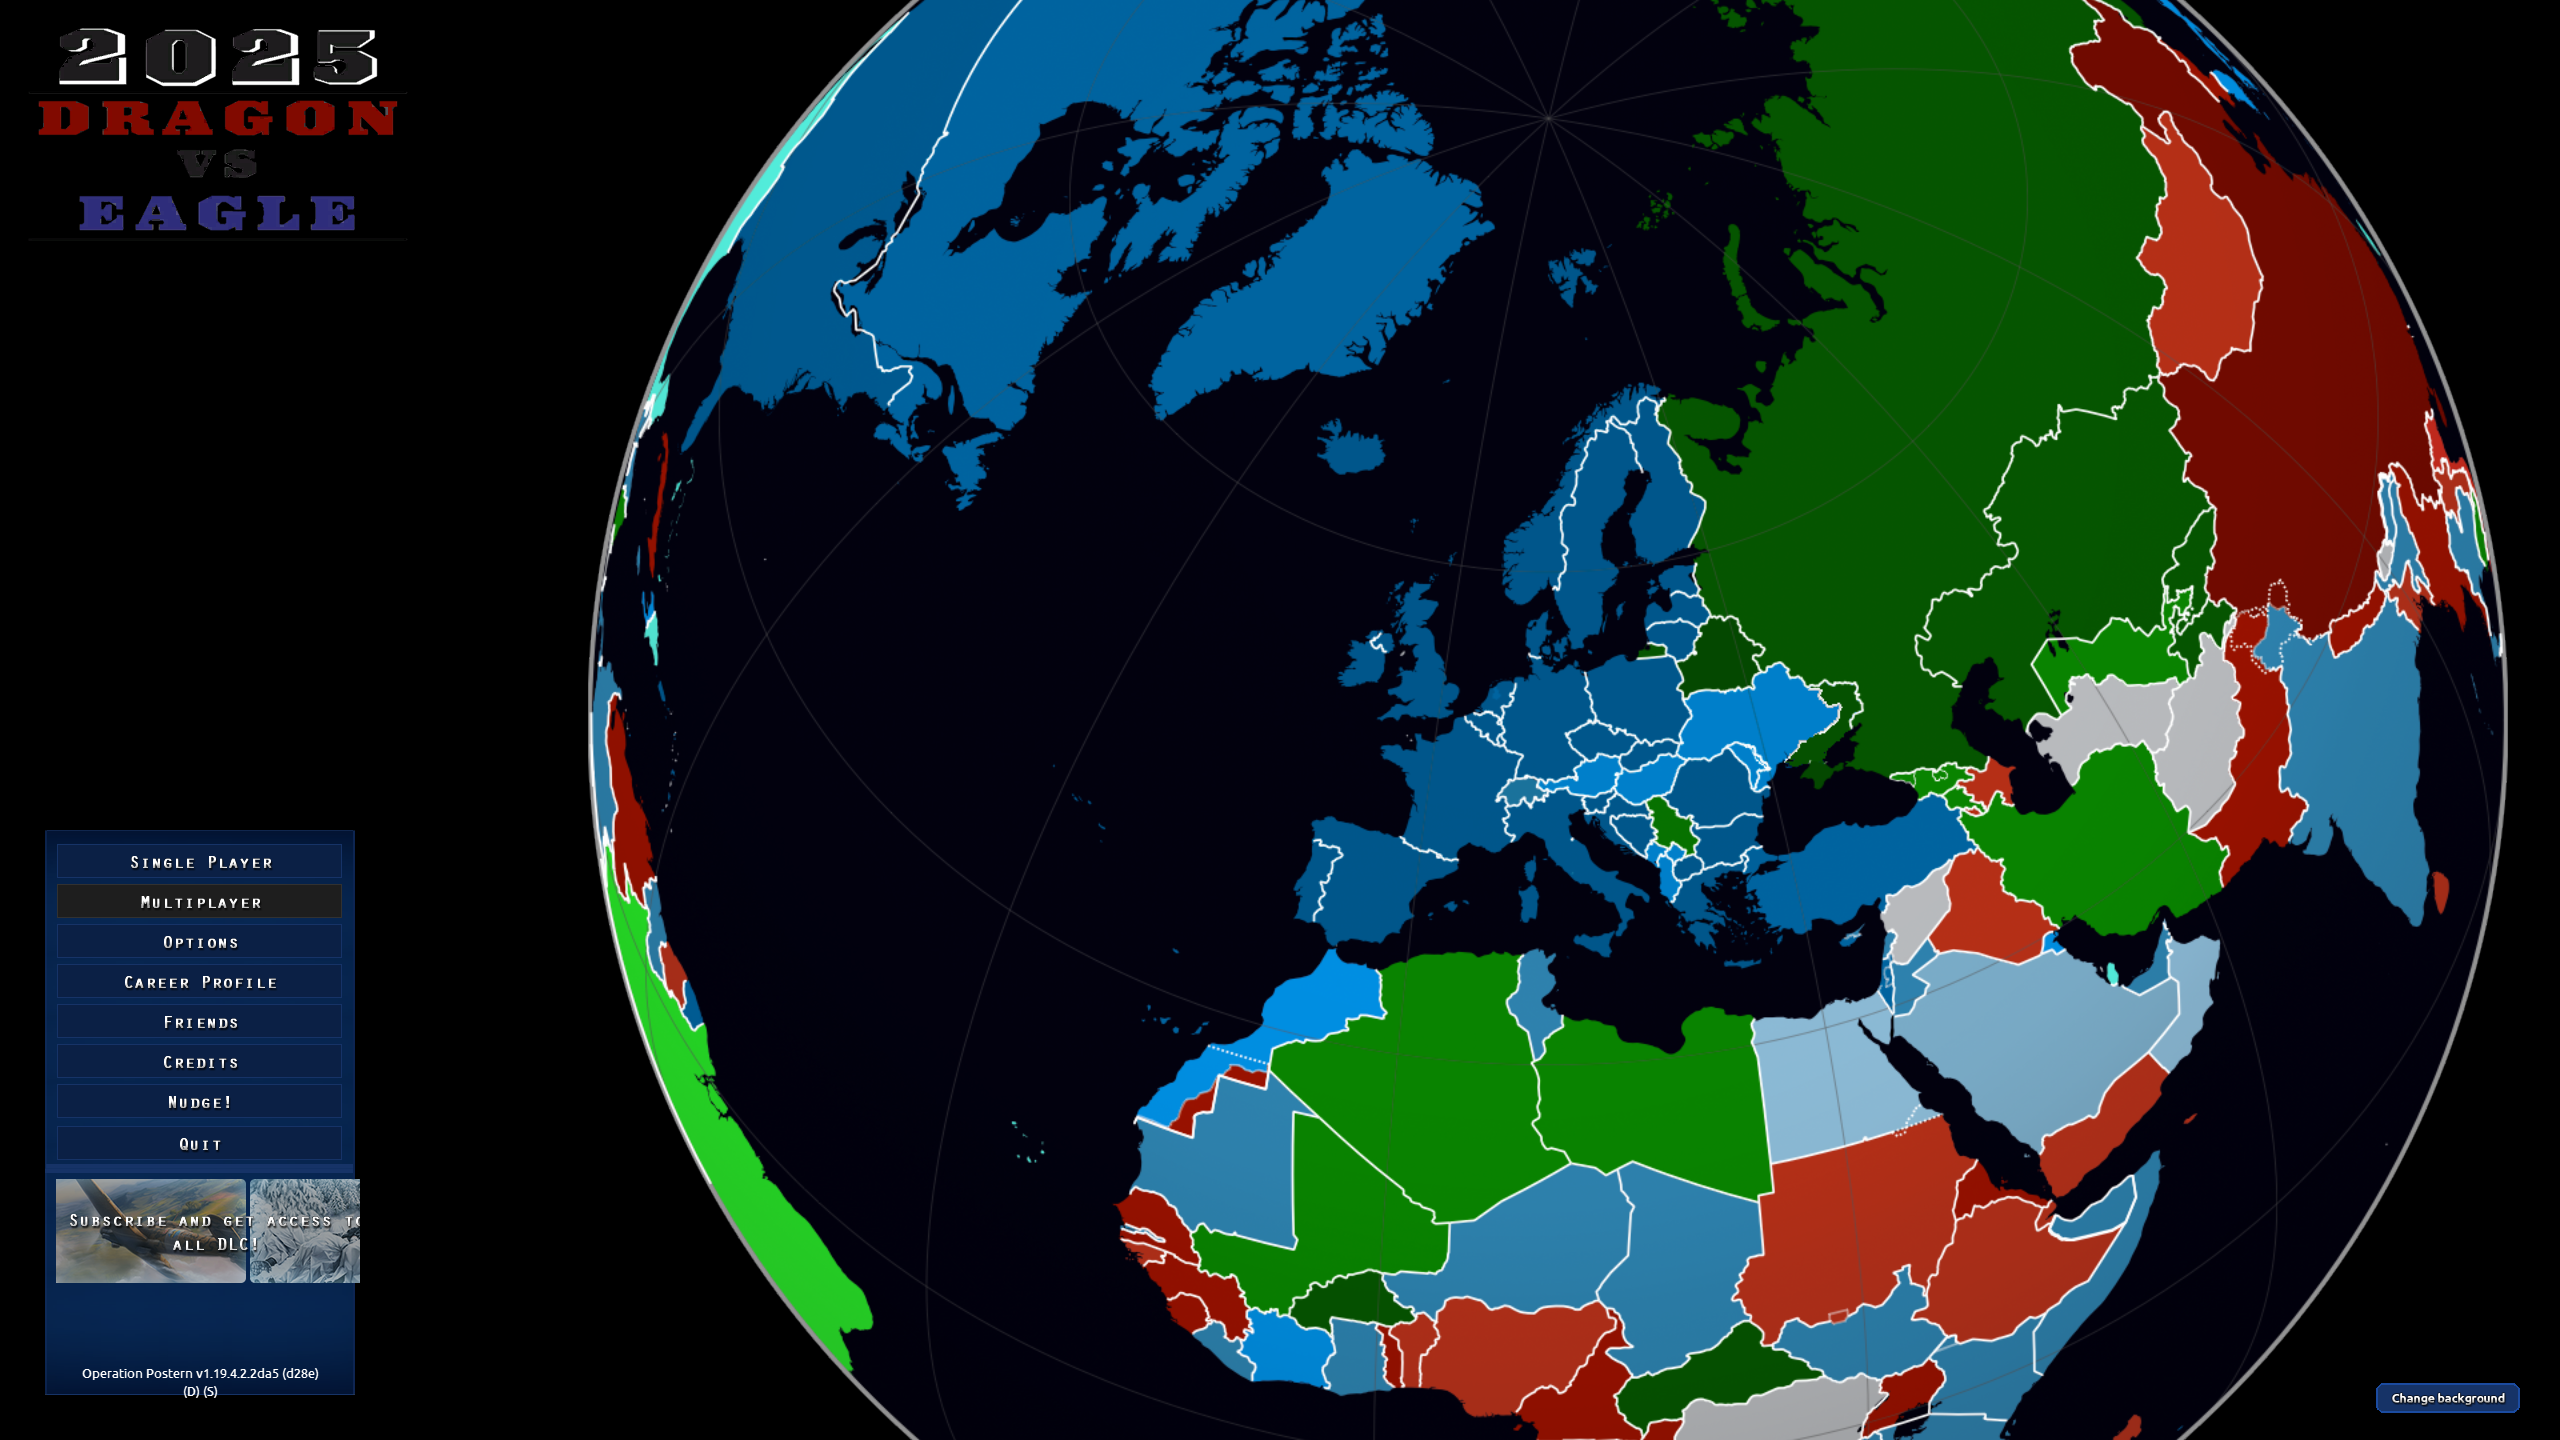 2025
DRAGON
VS
EAGLE
Single Player
Multiplayer
Options
Career Profile
Friends
Credits
Nudge!
Quit
Subscribe and get access to
all DLC!
Operation Postern v1.19.4.2.2da5 (d28e)
(D) (S)
Change background